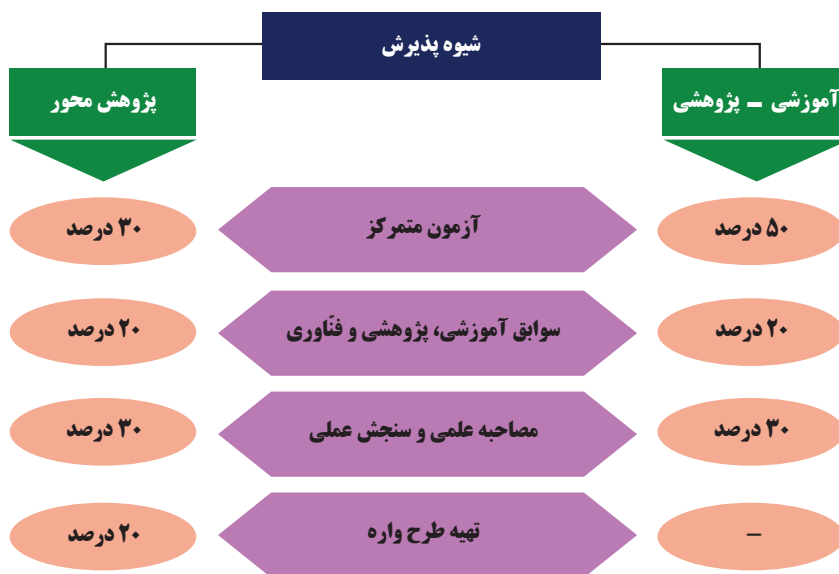 شیوه پذیرش
آموزشی - پژوهشی
پژوهش محور
۵۰ درصد
آزمون متمرکز
۳۰ درصد
۲۰ درصد
سوابق آموزشی، پژوهشی و فنّاوری
۲۰ درصد
۳۰ درصد
مصاحبه علمی و سنجش عملی
۳۰ درصد
-
تهیه طرح واره
۲۰ درصد